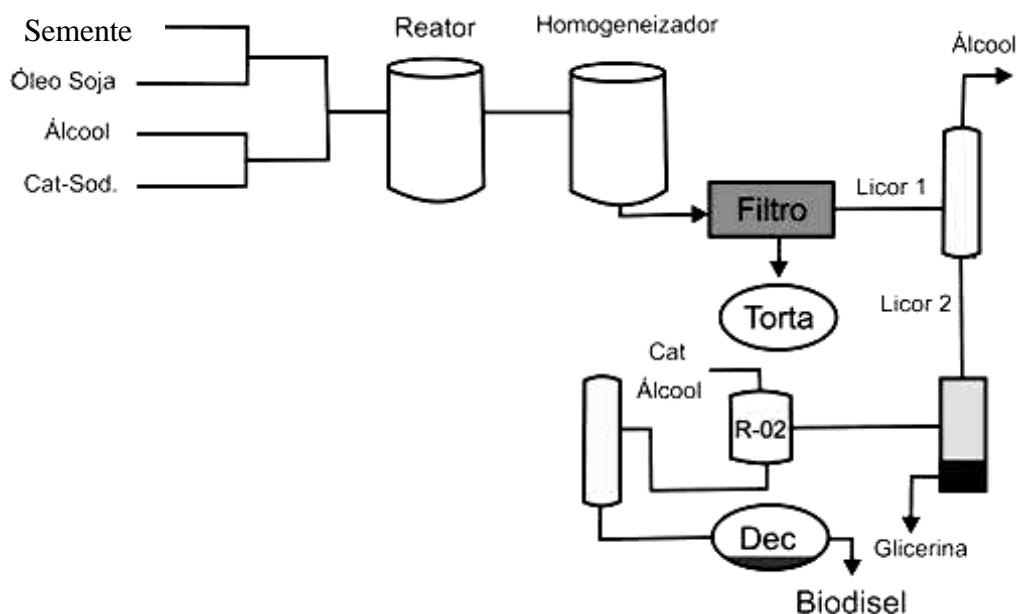 Semente
Óleo Soja
Álcool
Cat-Sod.
Reator
Homogeneizador
Álcool
Filtro
Licor 1
Torta
Licor 2
Cat
Álcool
R-02
Glicerina
Dec
Biodisel